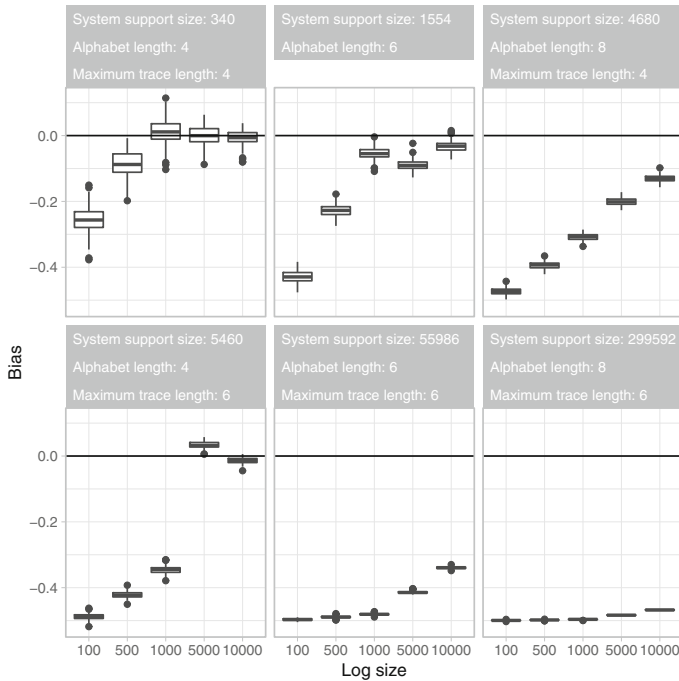 System support size: 340
Alphabet length: 4
Maximum trace length: 4
System support size: 1554
Alphabet length: 6
System support size: 4680
Alphabet length: 8
Maximum trace length: 4
0.0
−0.2
−0.4
Bias
System support size: 5460
Alphabet length: 4
Maximum trace length: 6
System support size: 55986
Alphabet length: 6
Maximum trace length: 6
System support size: 299592
Alphabet length: 8
Maximum trace length: 6
0.0
−0.2
−0.4
100 500 1000 5000 10000
100 500 1000 5000 10000
100 500 1000 5000 10000
Log size